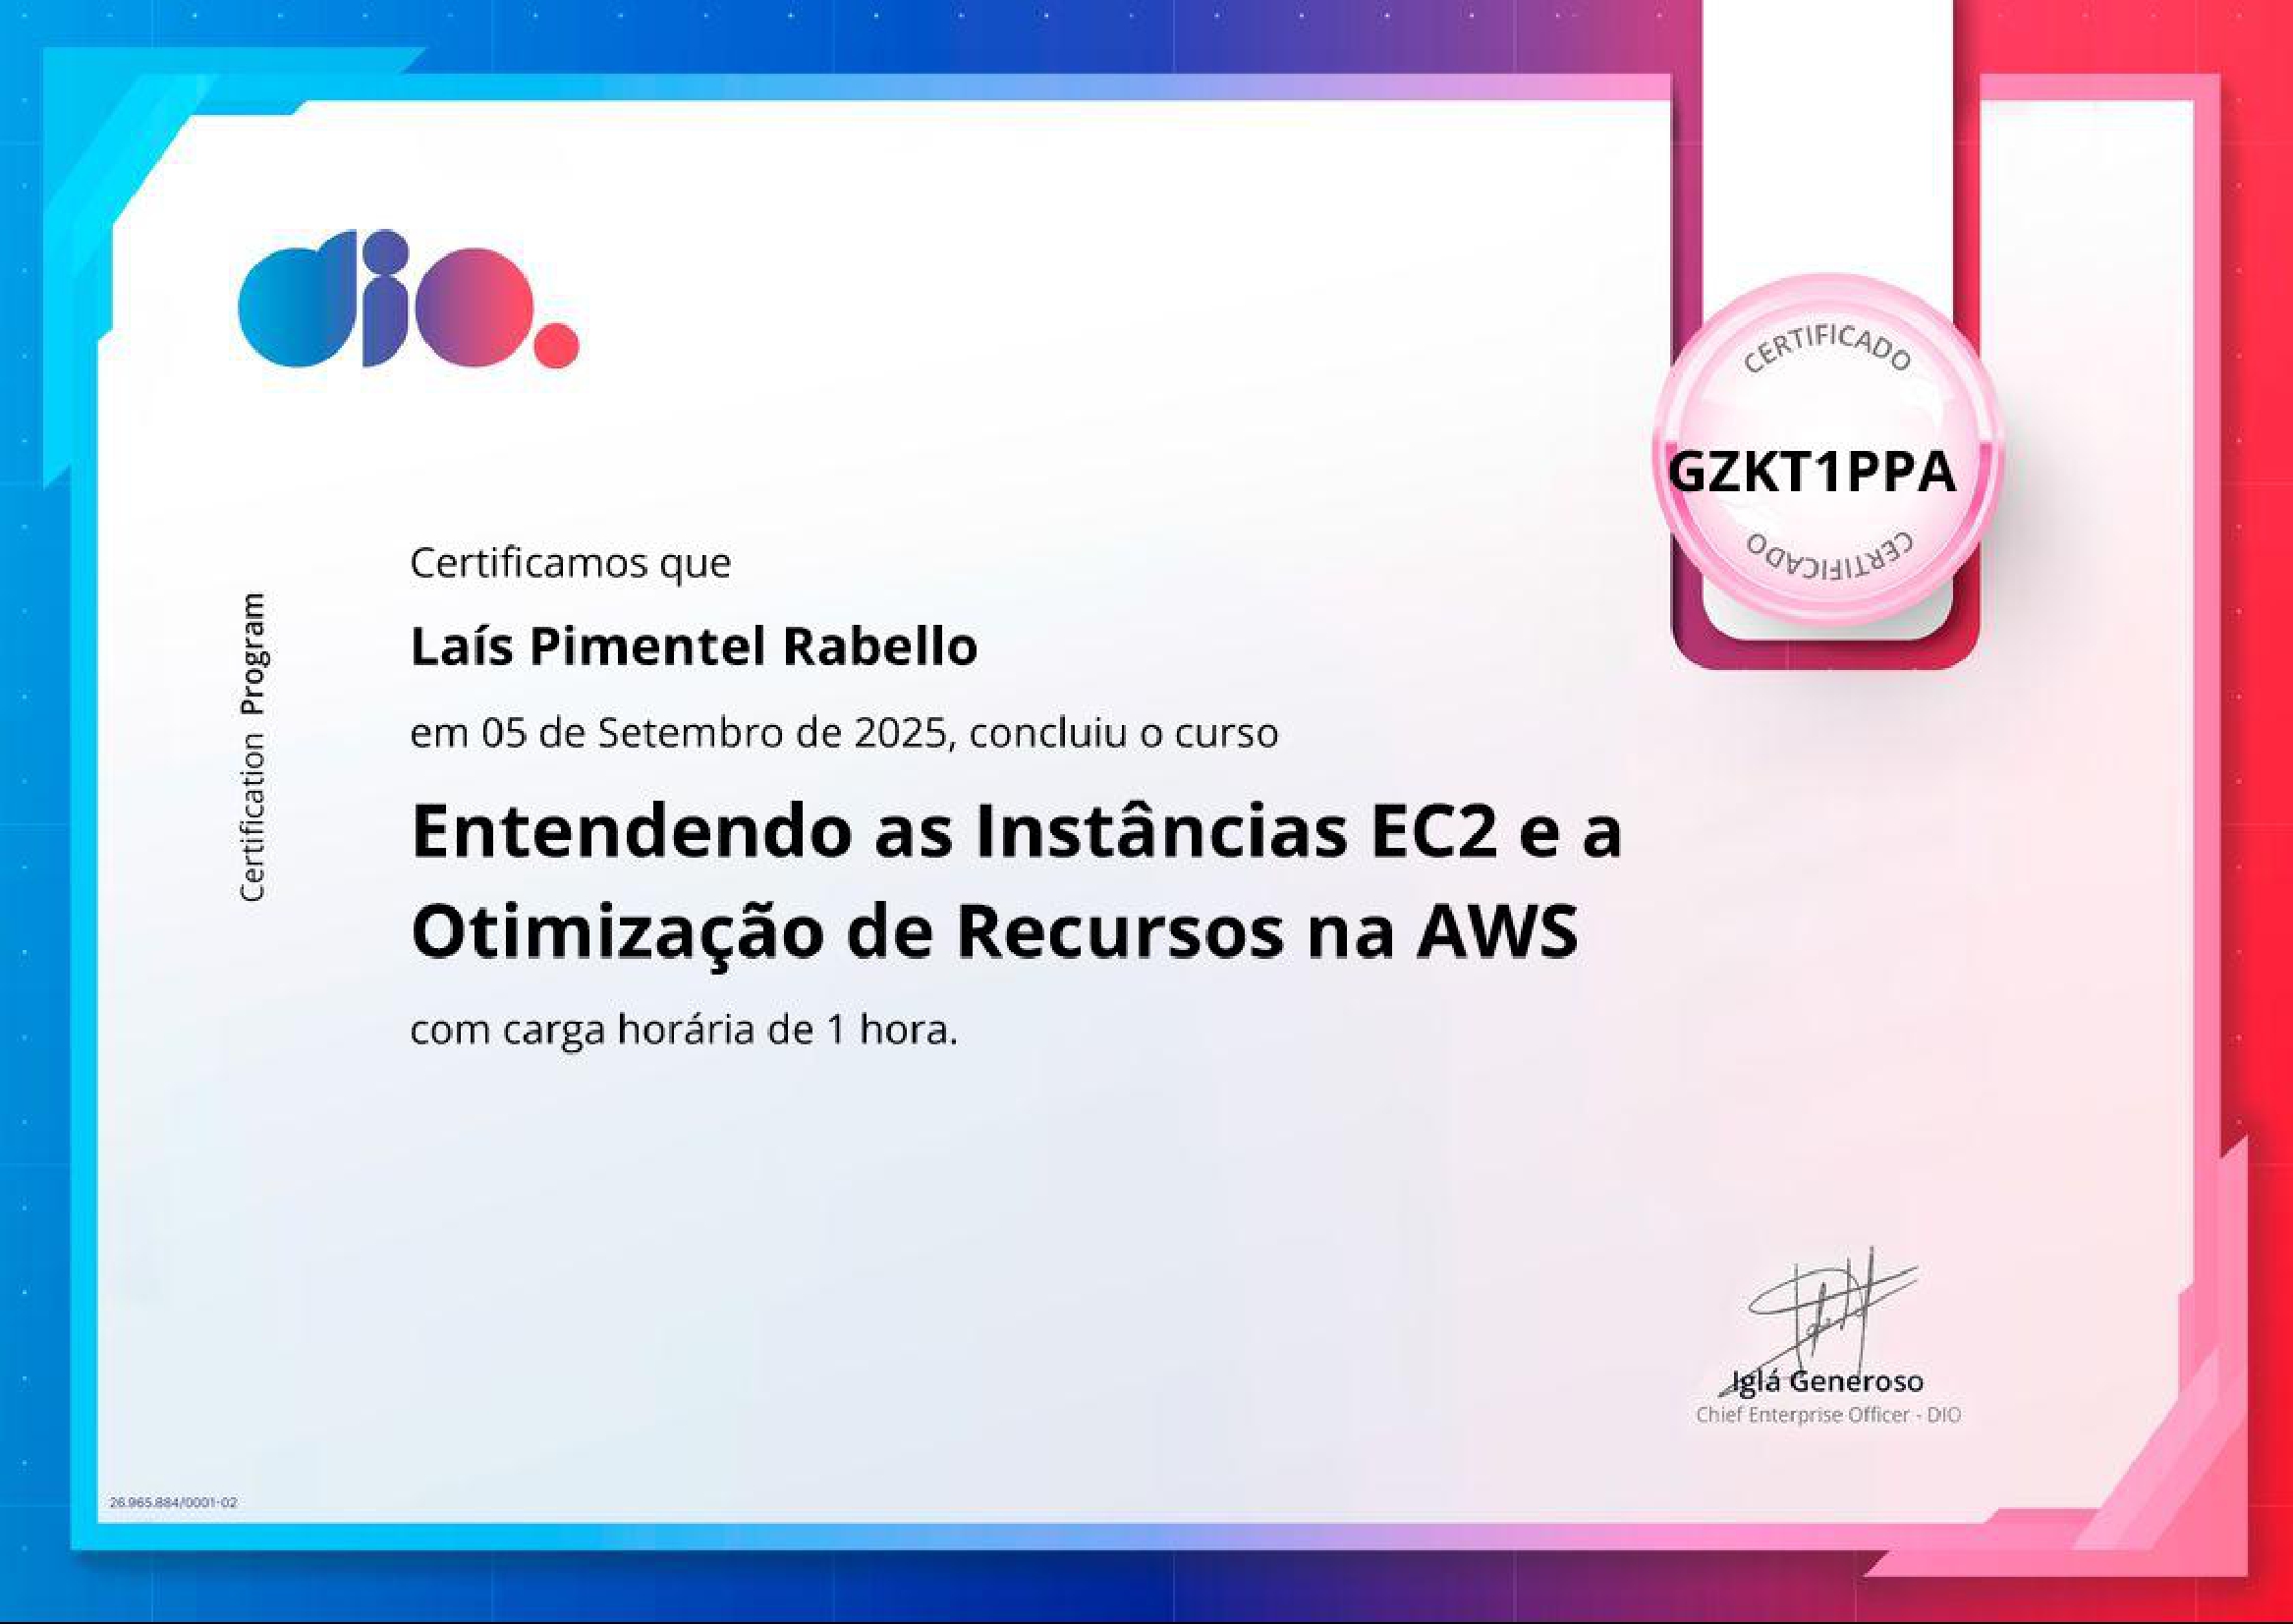 dio.
CERTIFICADO
GZKT1PPA
CERTIFICADO
Certification Program
Certificamos que
Laís Pimentel Rabello
em 05 de Setembro de 2025, concluiu o curso
Entendendo as Instâncias EC2 e a
Otimização de Recursos na AWS
com carga horária de 1 hora.
Iglá Generoso
Chief Enterprise Officer - DIO
26.965.884/0001-02